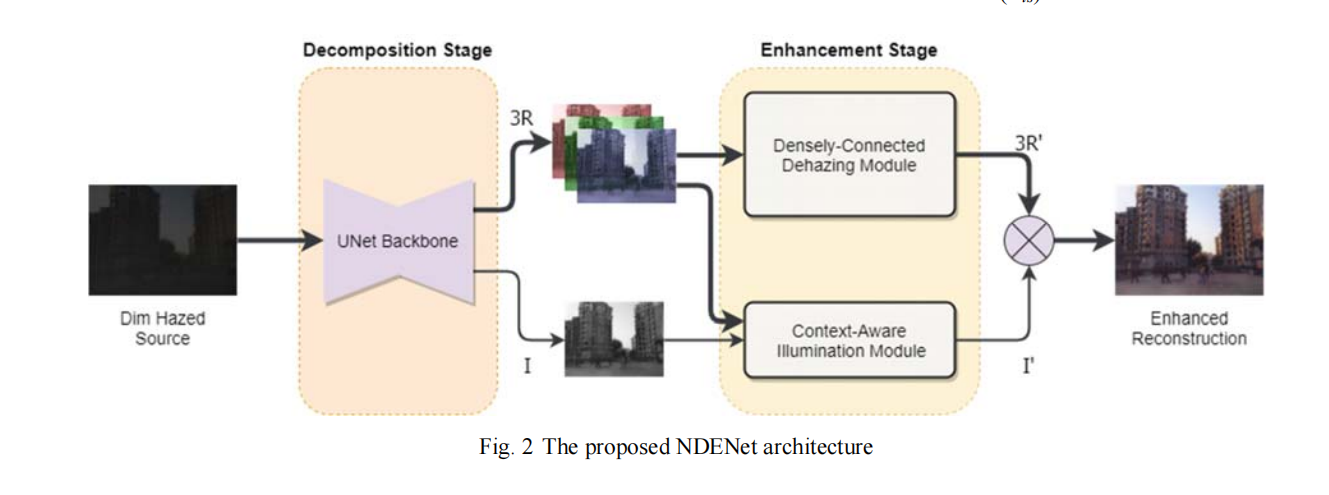 Decomposition Stage
Enhancement Stage
3R
Densely-Connected
Dehazing Module
3R'
UNet Backbone
Dim Hazed
Source
I
Context-Aware
Illumination Module
I'
Enhanced
Reconstruction
Fig. 2 The proposed NDENet architecture